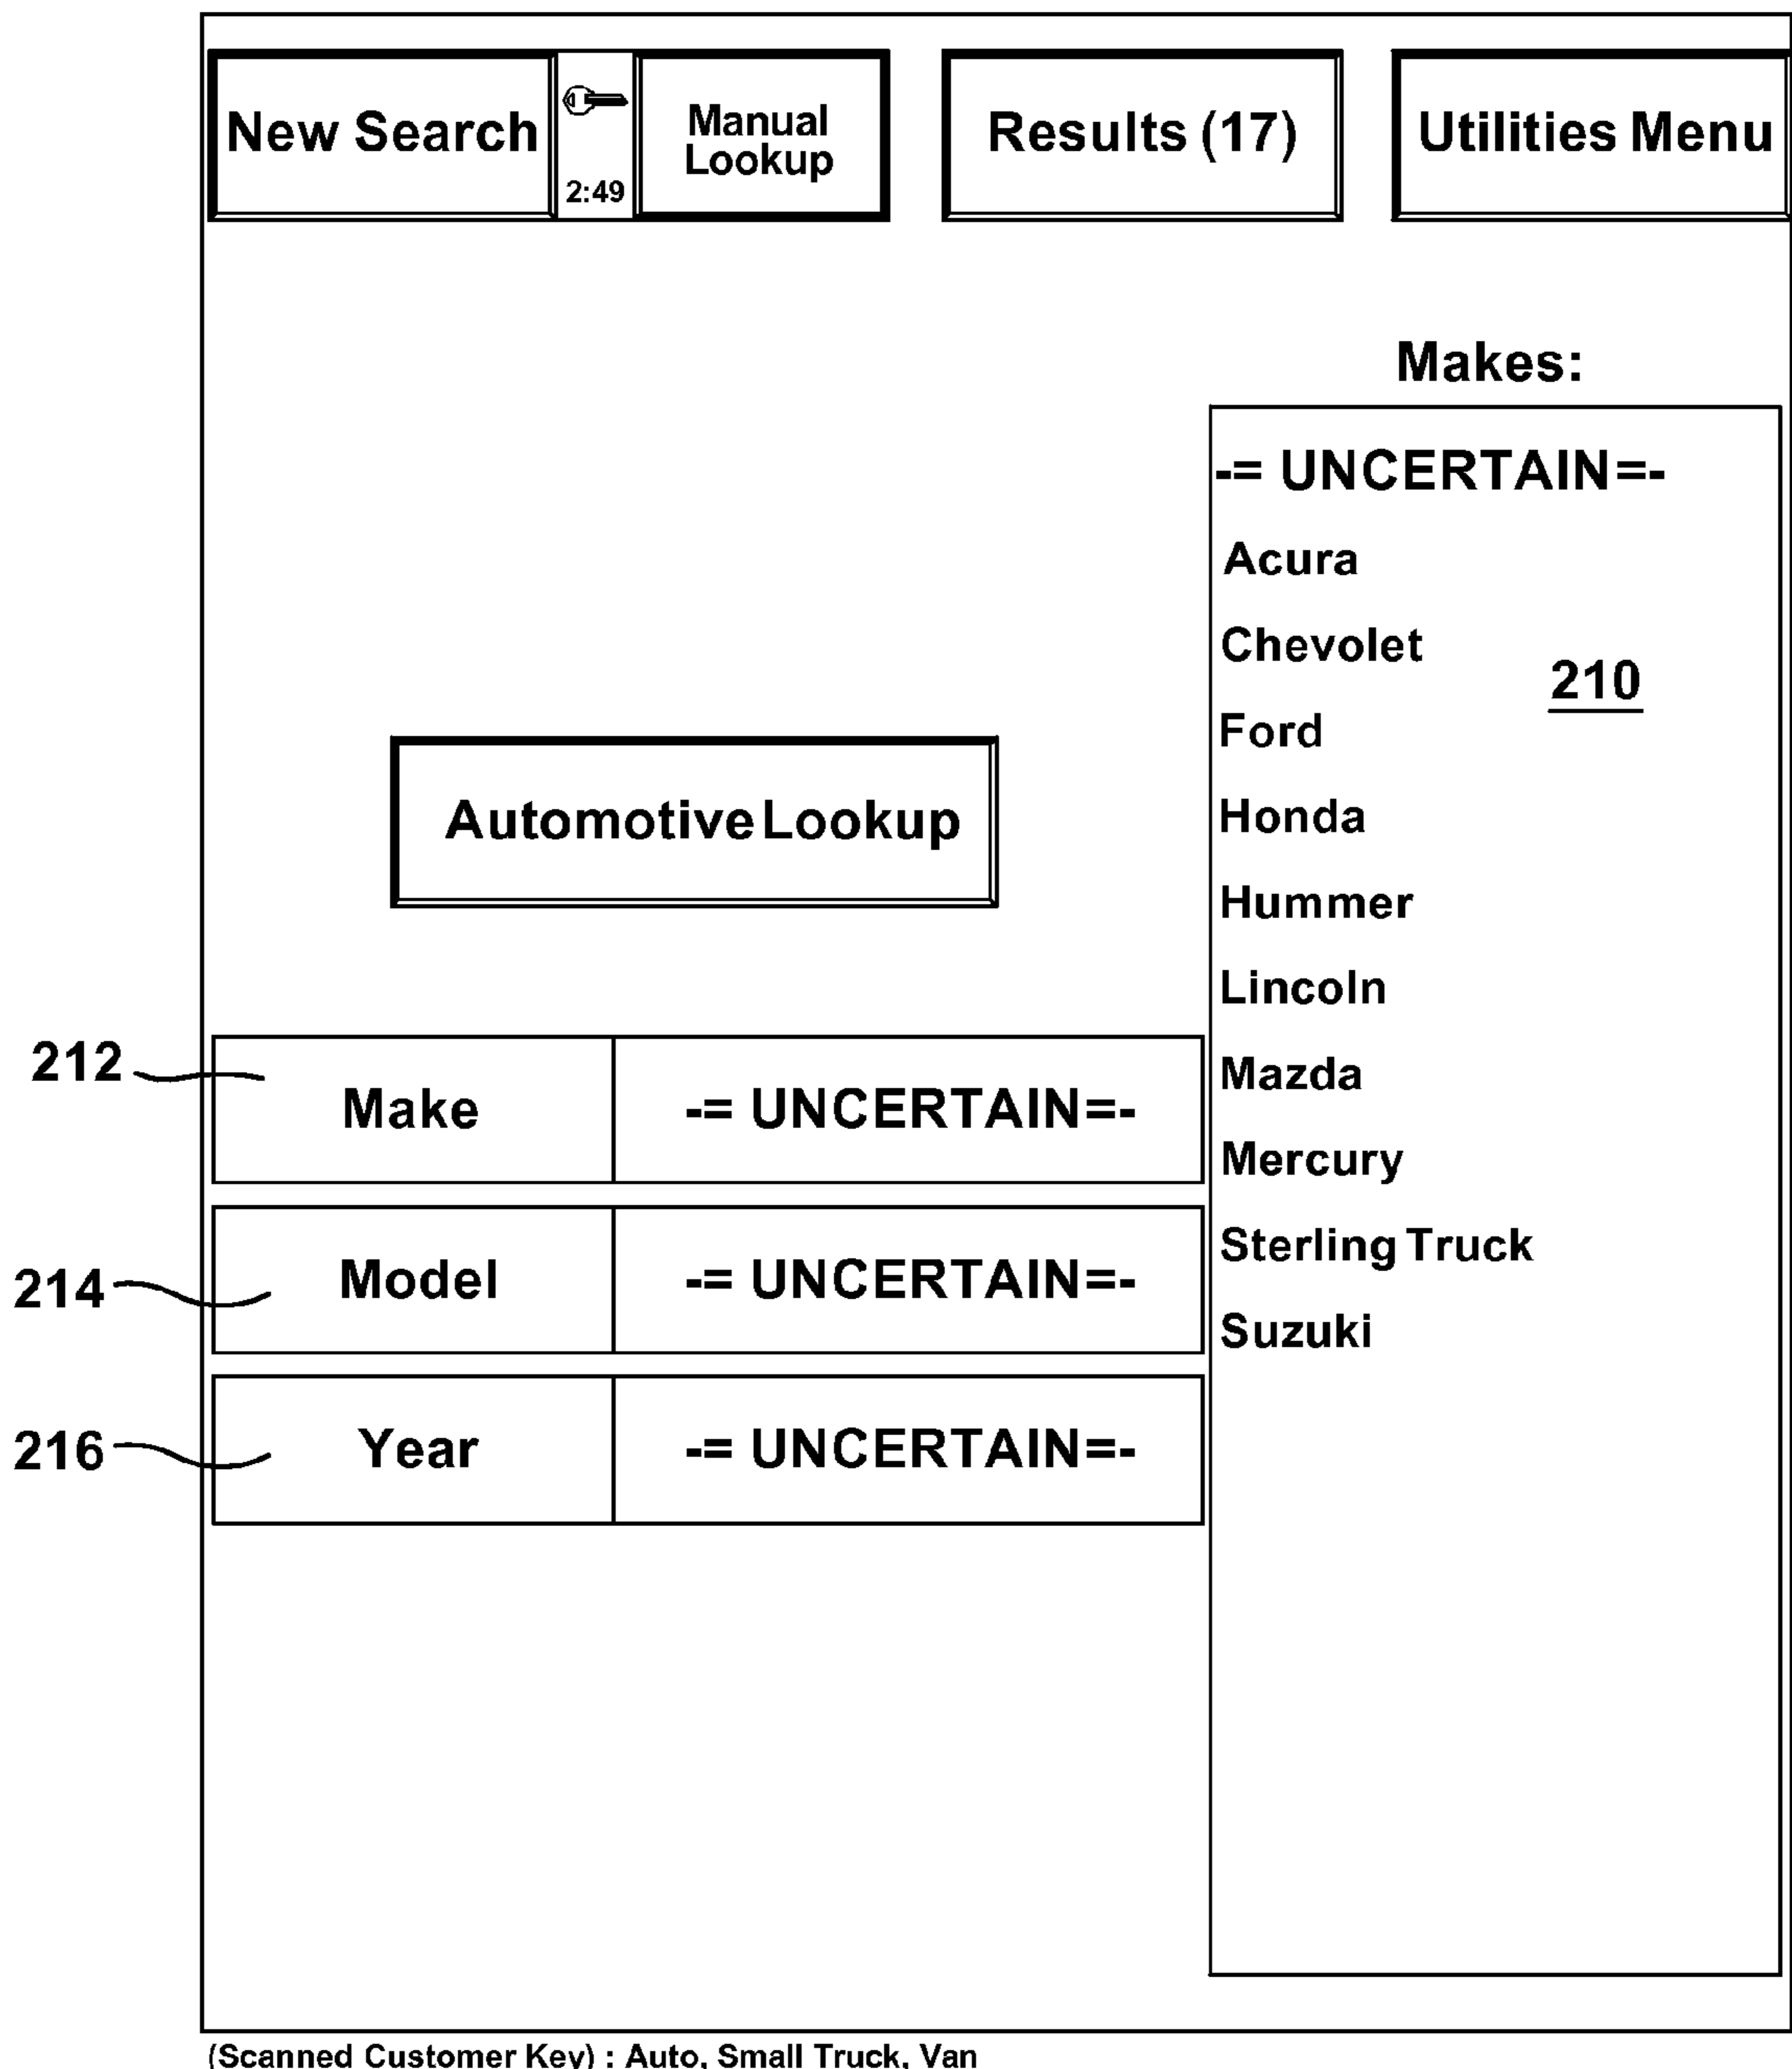 New Search
2:49
Manual
Lookup
Results (17)
Utilities Menu
Makes:
-= UNCERTAIN=-
Acura
Chevolet
210
Ford
Honda
Hummer
Lincoln
Mazda
Mercury
Sterling Truck
Suzuki
Automotive Lookup
212
Make
-= UNCERTAIN=-
214
Model
-= UNCERTAIN=-
216
Year
-= UNCERTAIN=-
(Scanned Customer Key) : Auto, Small Truck, Van